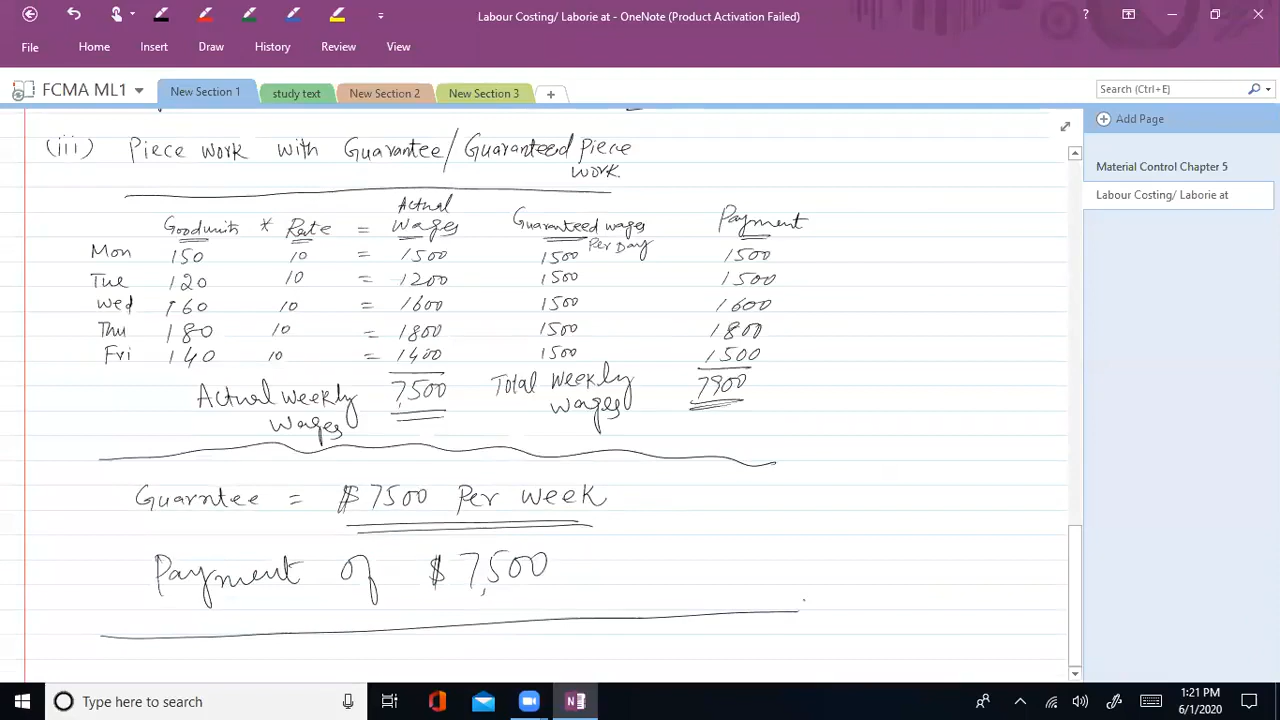 Labour Costing/ Laborie at - OneNote (Product Activation Failed)
File Home Insert Draw History Review View
FCMA ML1 New Section 1 study text New Section 2 New Section 3
Search (Ctrl+E)
Add Page
Material Control Chapter 5
Labour Costing/ Laborie at
(iii) Piece work with Guarantee/Guaranteed piece
work.
Goodunits * Rate = Actual Wages Guaranteed wages Per Day Payment
Mon 150 10 = 1500 1500 1500
Tue 120 10 = 1200 1500 1500
Wed 160 10 = 1600 1500 1600
Thu 180 10 = 1800 1500 1800
Fri 140 10 = 1400 1500 1500
Actual weekly wages 7,500 Total weekly wages 7900
Guarntee = $7500 Per week
Payment of $7,500
Type here to search
1:21 PM
6/1/2020